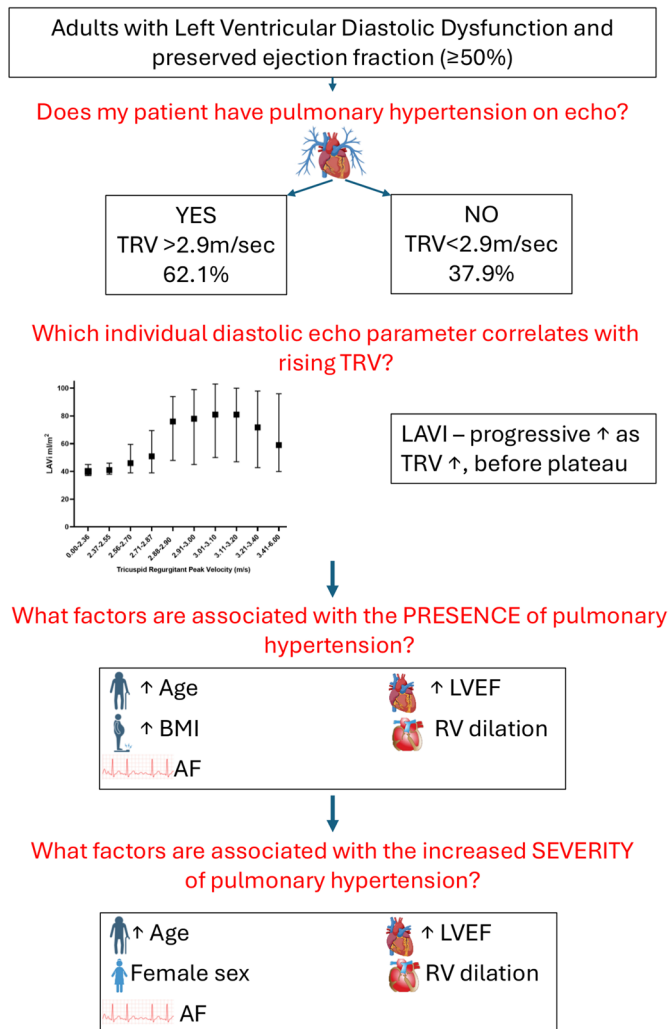 Adults with Left Ventricular Diastolic Dysfunction and
preserved ejection fraction (≥50%)
Does my patient have pulmonary hypertension on echo?
YES
TRV >2.9m/sec
62.1%
NO
TRV<2.9m/sec
37.9%
Which individual diastolic echo parameter correlates with
rising TRV?
LAVi ml/m²
100
80
60
40
20
0
0.00-2.36
2.37-2.55
2.56-2.70
2.71-2.87
2.88-2.90
2.91-3.00
3.01-3.10
3.11-3.20
3.21-3.40
3.41-6.00
Tricuspid Regurgitant Peak Velocity (m/s)
LAVI – progressive ↑ as
TRV ↑, before plateau
What factors are associated with the PRESENCE of pulmonary
hypertension?
↑ Age
↑ BMI
AF
↑ LVEF
RV dilation
What factors are associated with the increased SEVERITY
of pulmonary hypertension?
↑ Age
Female sex
AF
↑ LVEF
RV dilation